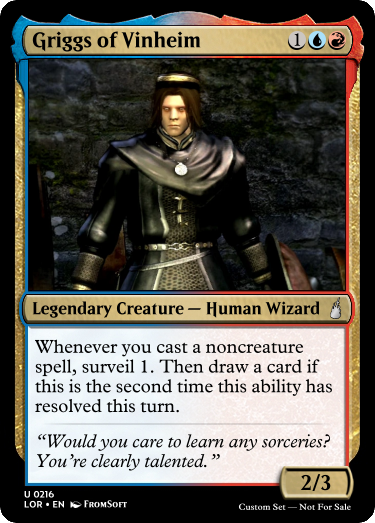 Griggs of Vinheim 1
Legendary Creature — Human Wizard
Whenever you cast a noncreature
spell, surveil 1. Then draw a card if
this is the second time this ability has
resolved this turn.
“Would you care to learn any sorceries?
You’re clearly talented.”
2/3
U 0216
LOR • EN FromSoft
Custom Set — Not For Sale